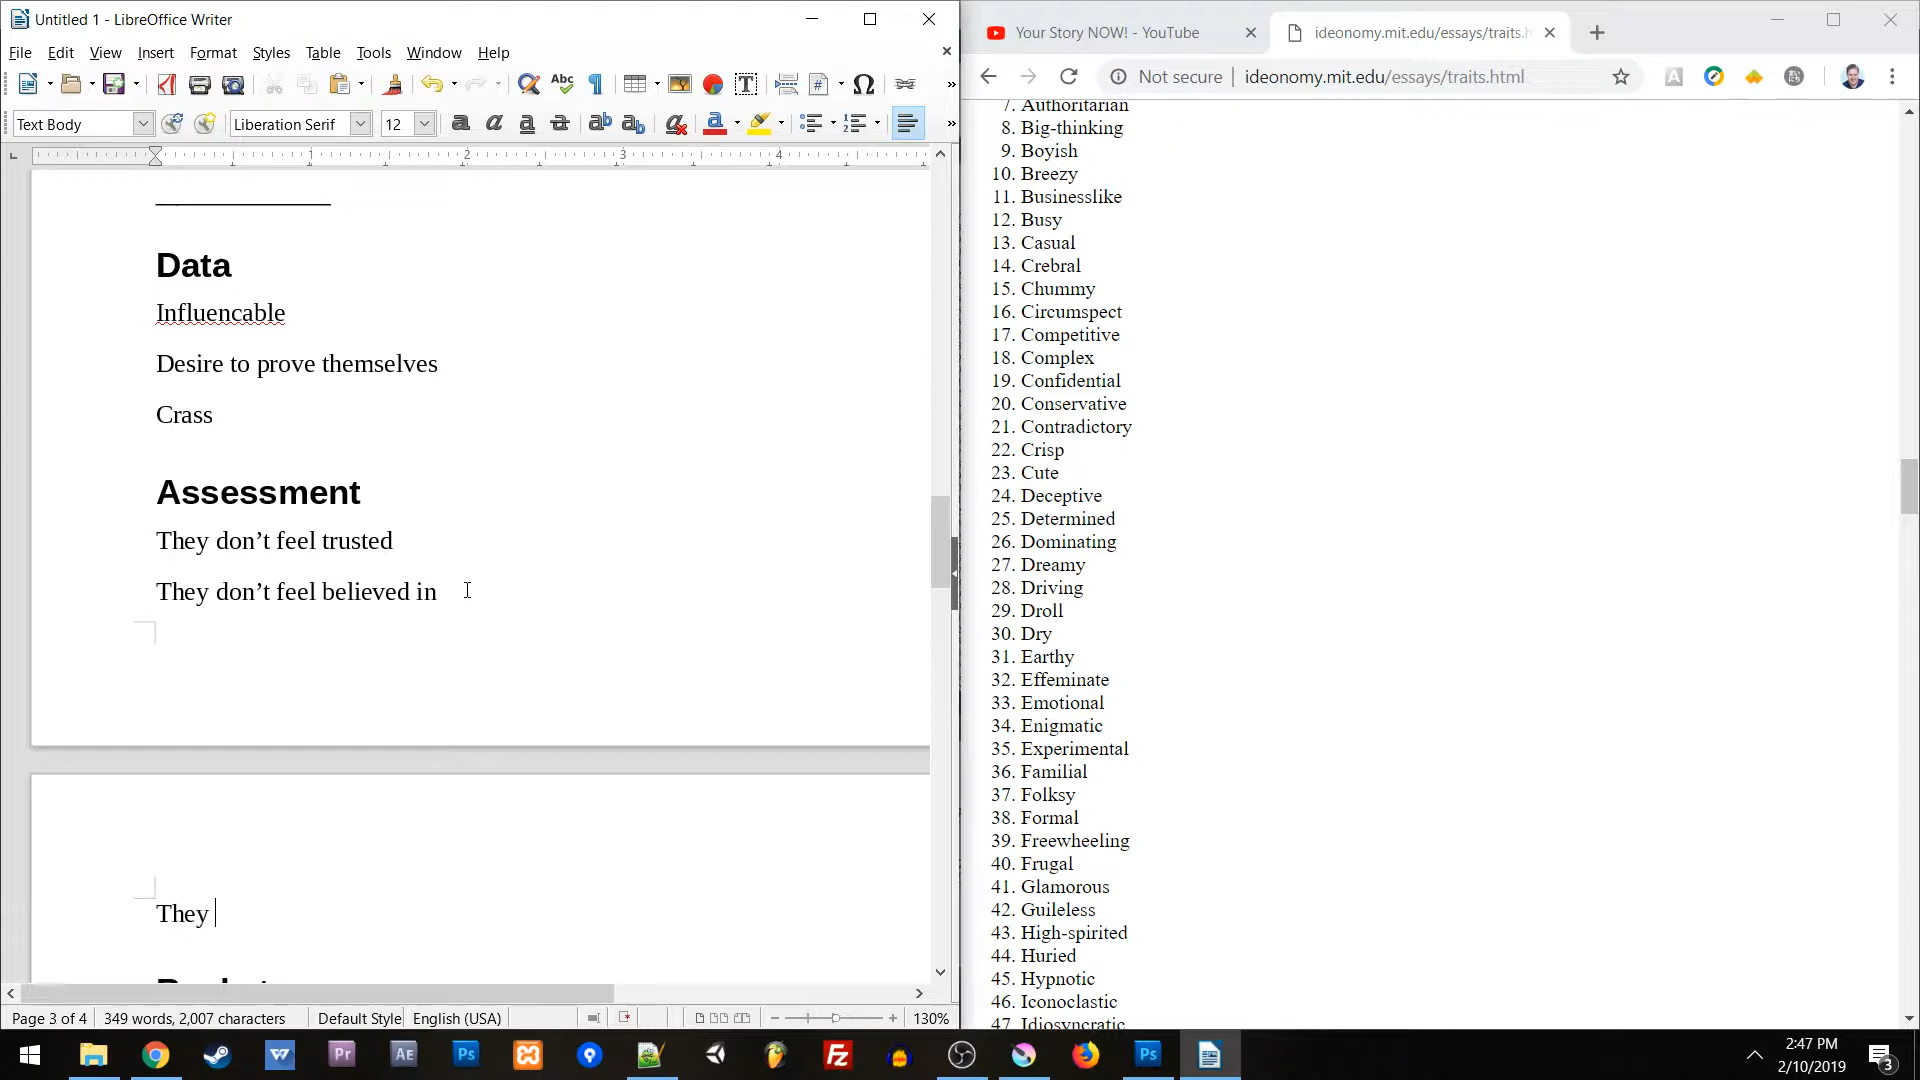 Untitled 1 - LibreOffice Writer
File Edit View Insert Format Styles Table Tools Window Help
Text Body
Liberation Serif
12
1 2 3 4
Data
Influencable
Desire to prove themselves
Crass
Assessment
They don’t feel trusted
They don’t feel believed in
They
Page 3 of 4
349 words, 2,007 characters
Default Style
English (USA)
130%
Your Story NOW! - YouTube
ideonomy.mit.edu/essays/traits.h
Not secure
ideonomy.mit.edu/essays/traits.html
7. Authoritarian
8. Big-thinking
9. Boyish
10. Breezy
11. Businesslike
12. Busy
13. Casual
14. Crebral
15. Chummy
16. Circumspect
17. Competitive
18. Complex
19. Confidential
20. Conservative
21. Contradictory
22. Crisp
23. Cute
24. Deceptive
25. Determined
26. Dominating
27. Dreamy
28. Driving
29. Droll
30. Dry
31. Earthy
32. Effeminate
33. Emotional
34. Enigmatic
35. Experimental
36. Familial
37. Folksy
38. Formal
39. Freewheeling
40. Frugal
41. Glamorous
42. Guileless
43. High-spirited
44. Huried
45. Hypnotic
46. Iconoclastic
47. Idiosyncratic
2:47 PM
2/10/2019
3